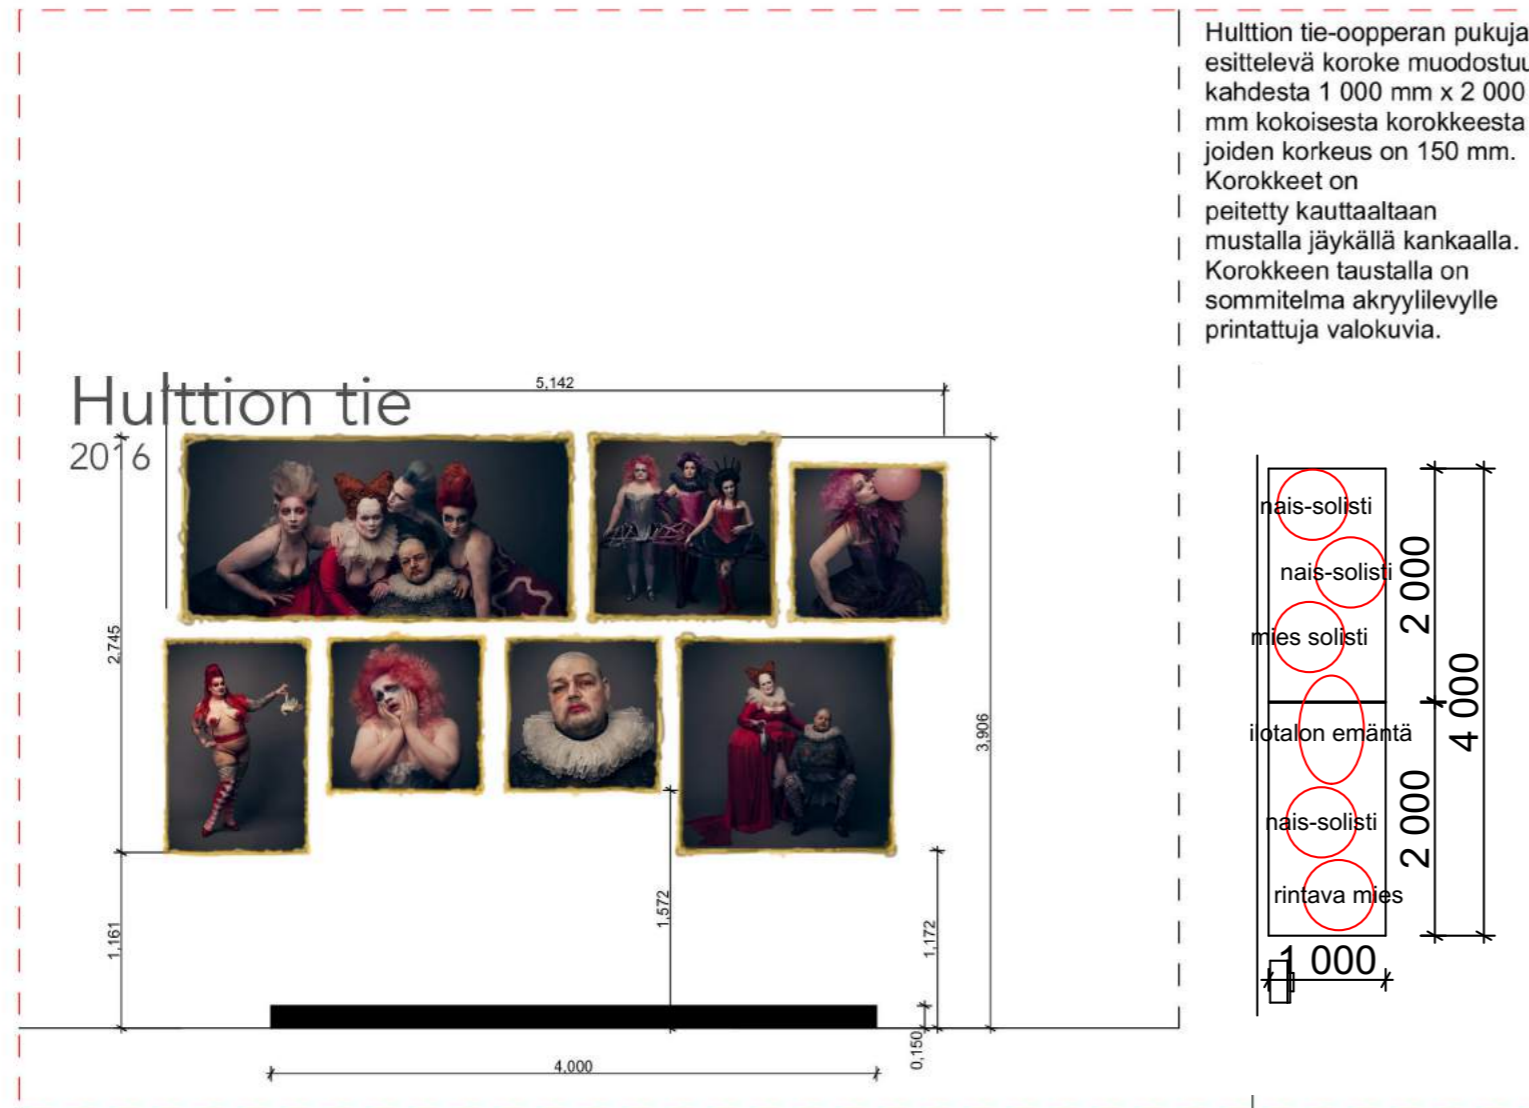 Hulttion tie-oopperan pukuja
esittelevä koroke muodostuu
kahdesta 1 000 mm x 2 000
mm kokoisesta korokkeesta
joiden korkeus on 150 mm.
Korokkeet on
peitetty kauttaaltaan
mustalla jäykällä kankaalla.
Korokkeen taustalla on
sommitelma akryylilevylle
printattuja valokuvia.
Hulttion tie
2016
5,142
2,745
1,161
1,572
1,172
3,906
0,150
4,000
nais-solisti
nais-solisti
mies solisti
ilotalon emäntä
nais-solisti
rintava mies
2 000
2 000
4 000
1 000